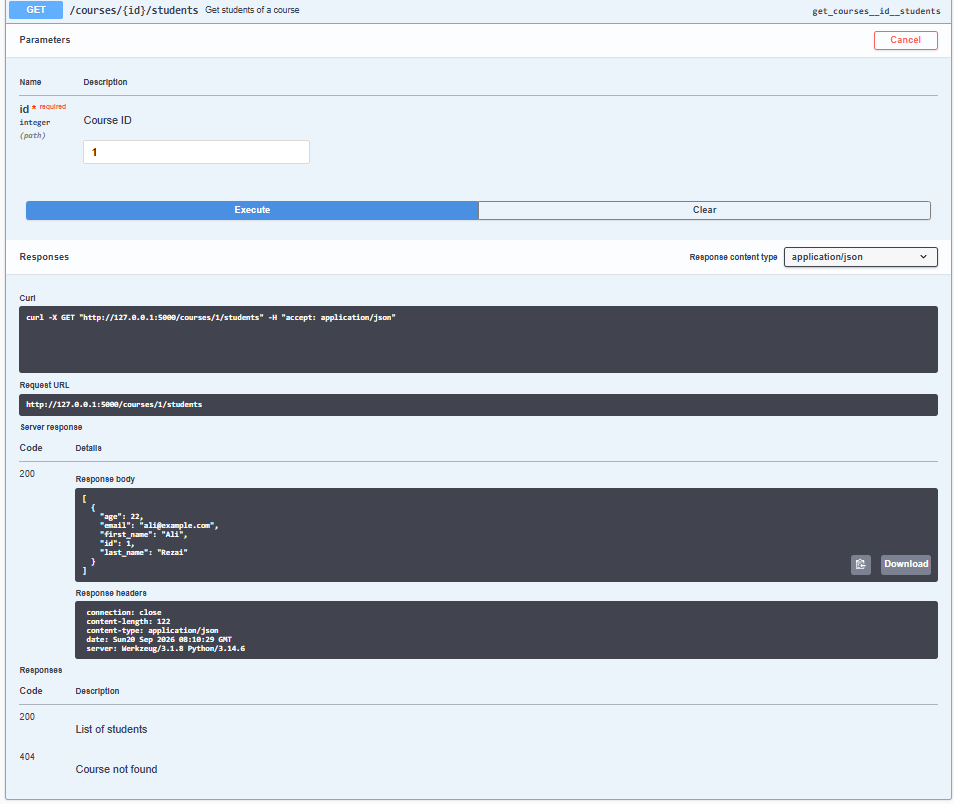 GET /courses/{id}/students Get students of a course get_courses__id__students
Parameters Cancel
Name Description
id * required
integer
(path)
Course ID
1
Execute Clear
Responses Response content type application/json
Curl
curl -X GET "http://127.0.0.1:5000/courses/1/students" -H "accept: application/json"
Request URL
http://127.0.0.1:5000/courses/1/students
Server response
Code Details
200
Response body
[
  {
    "age": 22,
    "email": "ali@example.com",
    "first_name": "Ali",
    "id": 1,
    "last_name": "Rezai"
  }
]
Download
Response headers
connection: close
content-length: 122
content-type: application/json
date: Sun20 Sep 2026 08:10:29 GMT
server: Werkzeug/3.1.8 Python/3.14.6
Responses
Code Description
200
List of students
404
Course not found